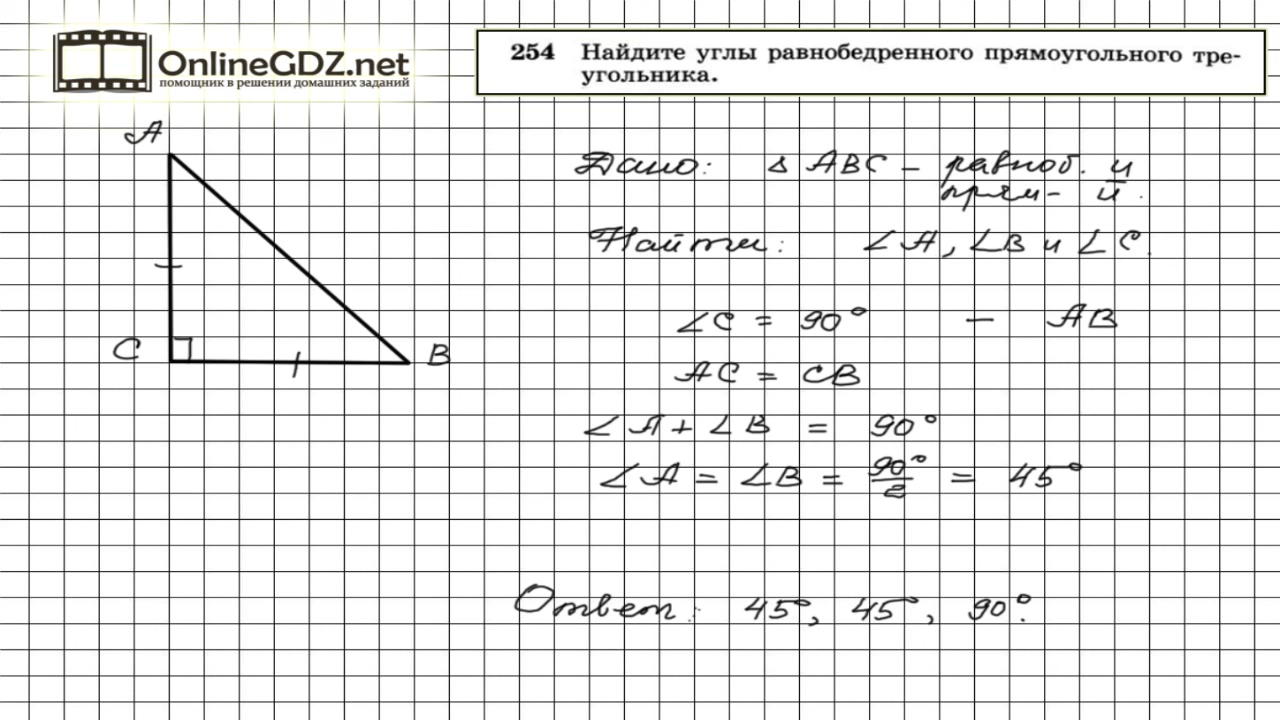 OnlineGDZ.net
помощник в решении домашних заданий
254 Найдите углы равнобедренного прямоугольного тре-
угольника.
A
C
B
Дано: △ ABC – равноб. и
прям-й.
Найти: ∠A, ∠B и ∠C.
∠C = 90° – AB
AC = CB
∠A + ∠B = 90°
∠A = ∠B = 90°/2 = 45°
Ответ: 45°, 45°, 90°.